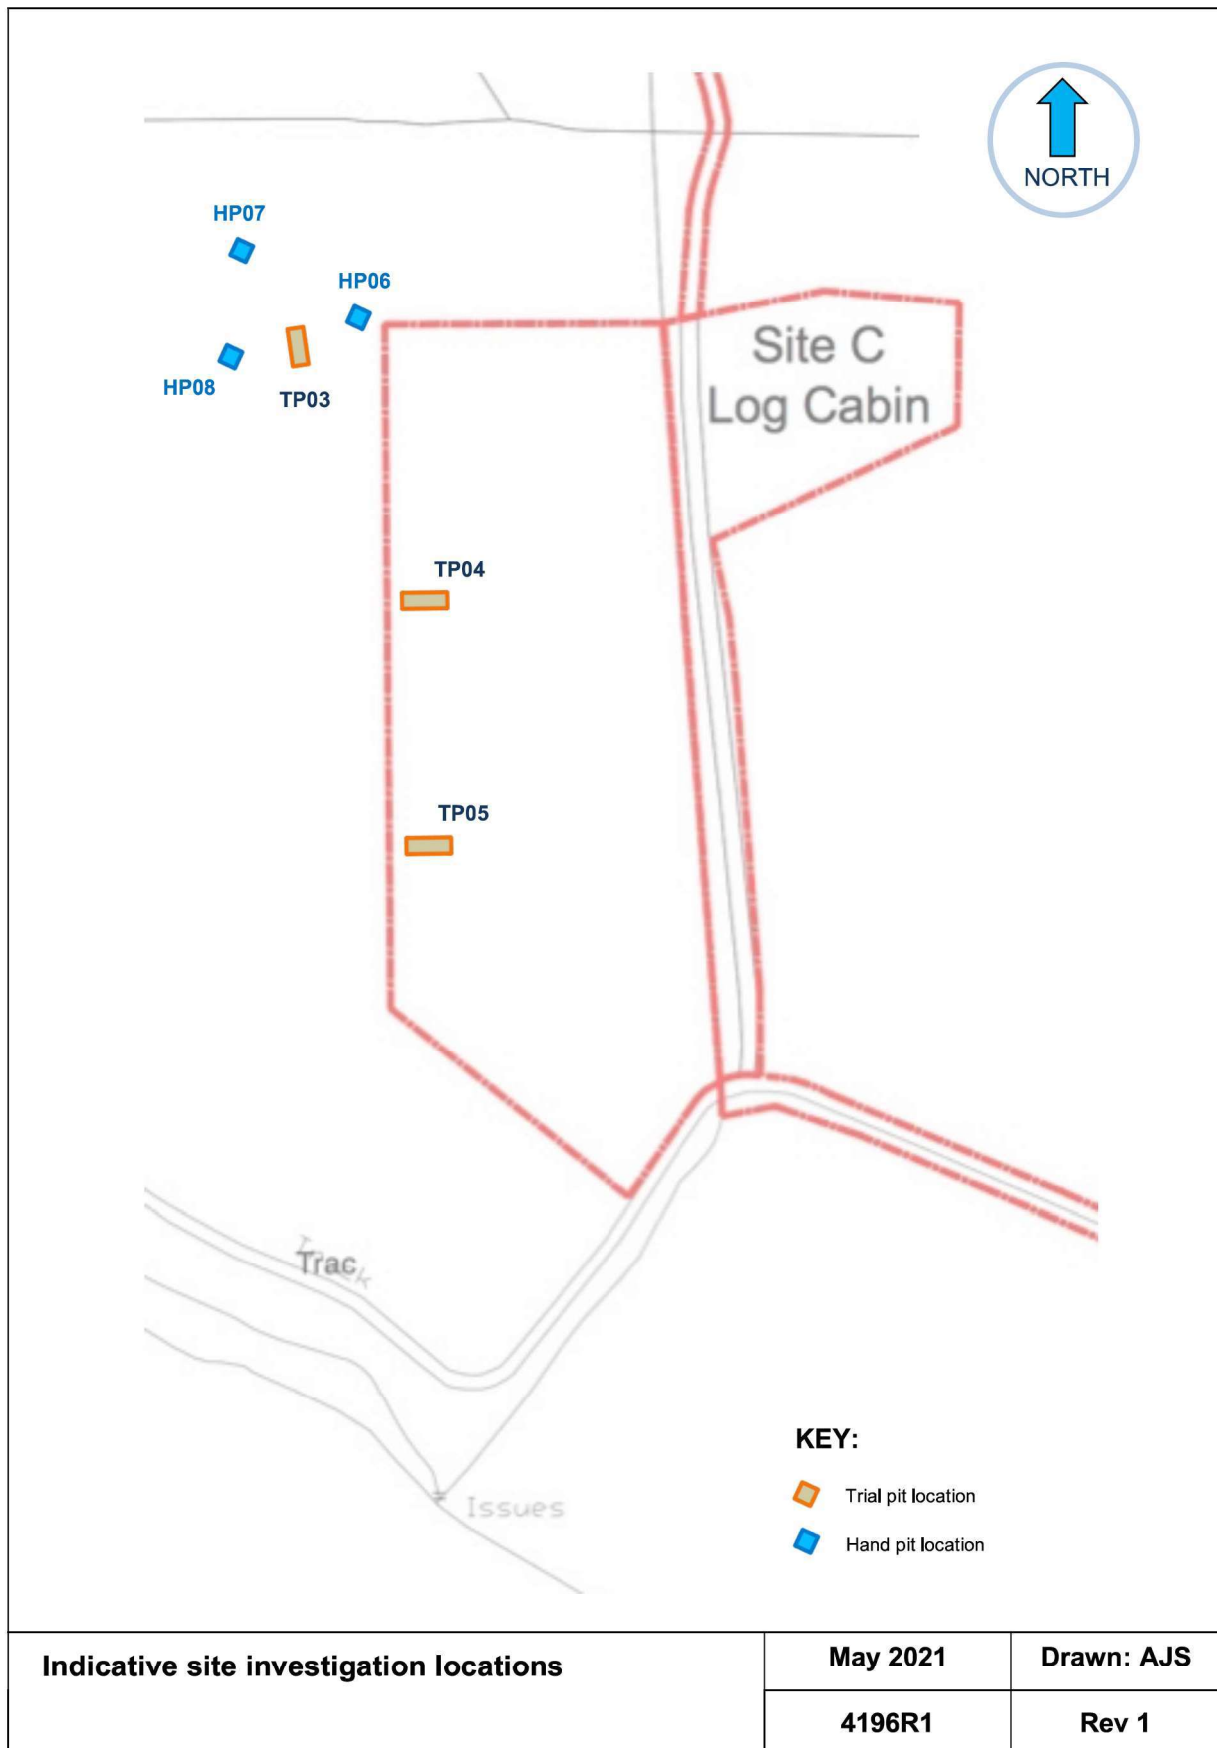 NORTH
HP07
HP06
HP08
TP03
Site C
Log Cabin
TP04
TP05
Track
Trac
Issues
KEY:
Trial pit location
Hand pit location
Indicative site investigation locations
May 2021
Drawn: AJS
4196R1
Rev 1